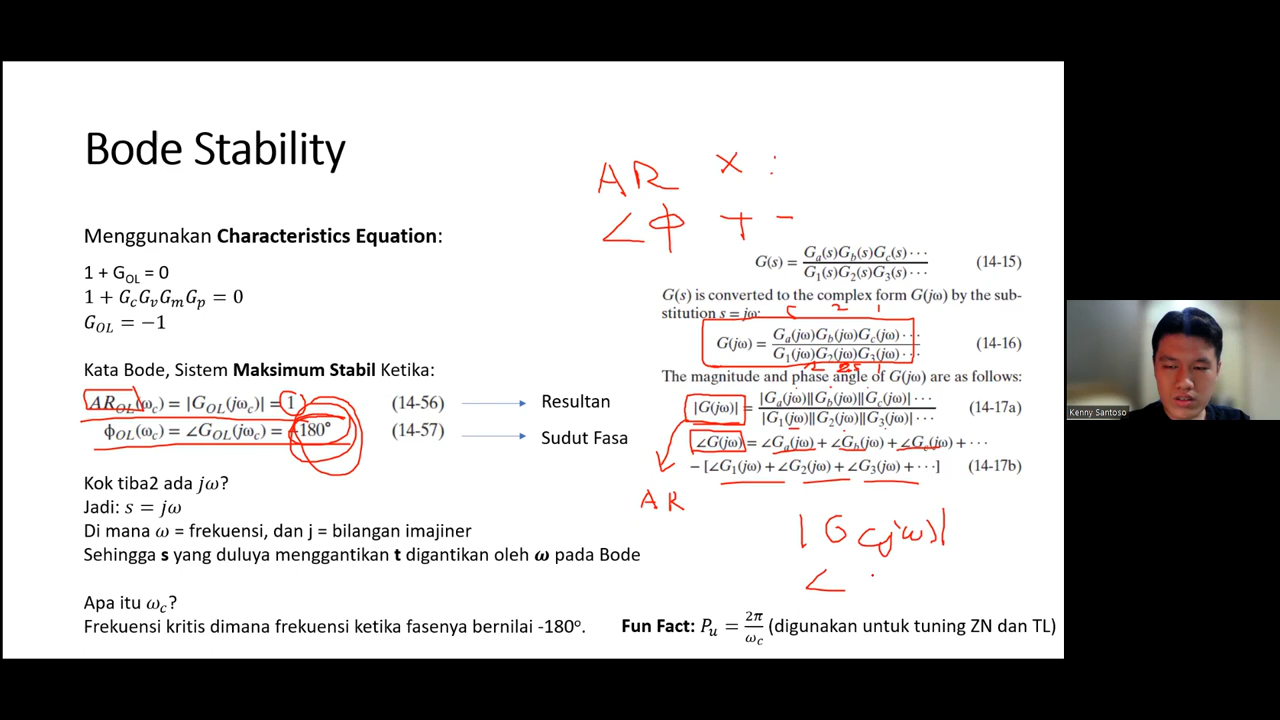 Bode Stability
Menggunakan Characteristics Equation:
1 + G_OL = 0
1 + G_cG_vG_mG_p = 0
G_OL = −1
Kata Bode, Sistem Maksimum Stabil Ketika:
AR_OL(ω_c) = |G_OL(jω_c)| = 1 (14-56) Resultan
ϕ_OL(ω_c) = ∠G_OL(jω_c) = −180° (14-57) Sudut Fasa
Kok tiba2 ada jω?
Jadi: s = jω
Di mana ω = frekuensi, dan j = bilangan imajiner
Sehingga s yang duluya menggantikan t digantikan oleh ω pada Bode
Apa itu ω_c?
Frekuensi kritis dimana frekuensi ketika fasenya bernilai -180°.
AR × :
∠ϕ + −
G(s) = G_a(s)G_b(s)G_c(s)⋯ / G_1(s)G_2(s)G_3(s)⋯ (14-15)
G(s) is converted to the complex form G(jω) by the sub-
stitution s = jω:
G(jω) = G_a(jω)G_b(jω)G_c(jω)⋯ / G_1(jω)G_2(jω)G_3(jω)⋯ (14-16)
The magnitude and phase angle of G(jω) are as follows:
|G(jω)| = |G_a(jω)||G_b(jω)||G_c(jω)|⋯ / |G_1(jω)||G_2(jω)||G_3(jω)|⋯ (14-17a)
∠G(jω) = ∠G_a(jω) + ∠G_b(jω) + ∠G_c(jω) + ⋯
− [∠G_1(jω) + ∠G_2(jω) + ∠G_3(jω) + ⋯] (14-17b)
AR
|G(jω)|
∠
Fun Fact: P_u = 2π/ω_c (digunakan untuk tuning ZN dan TL)
Kenny Santoso